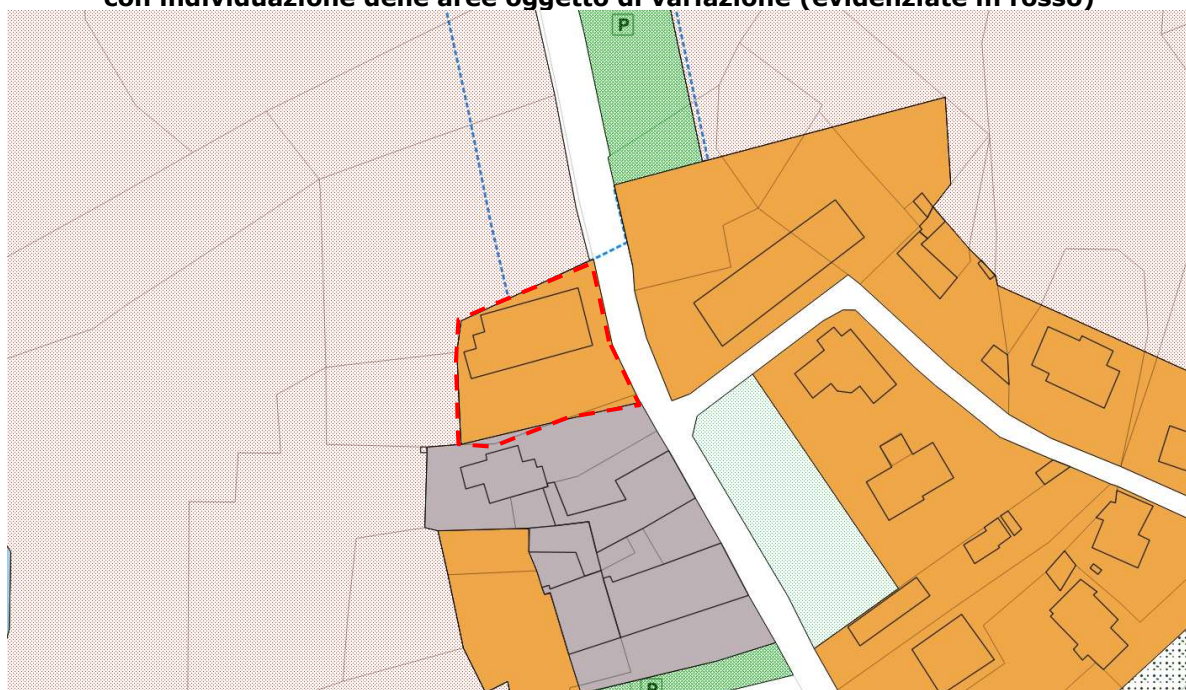 con individuazione delle aree oggetto di variazione (evidenziate in rosso)
P
P